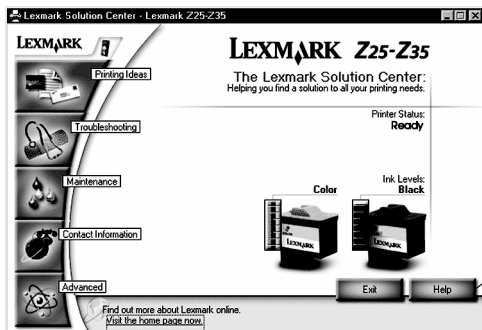 Lexmark Solution Center - Lexmark Z25-Z35
LEXMARK
LEXMARK Z25-Z35
Printing Ideas
The Lexmark Solution Center:
Helping you find a solution to all your printing needs.
Printer Status:
Ready
Troubleshooting
Maintenance
Ink Levels:
Color
Black
LEXMARK
LEXMARK
Contact Information
Advanced
Exit
Help
Find out more about Lexmark online.
Visit the home page now.